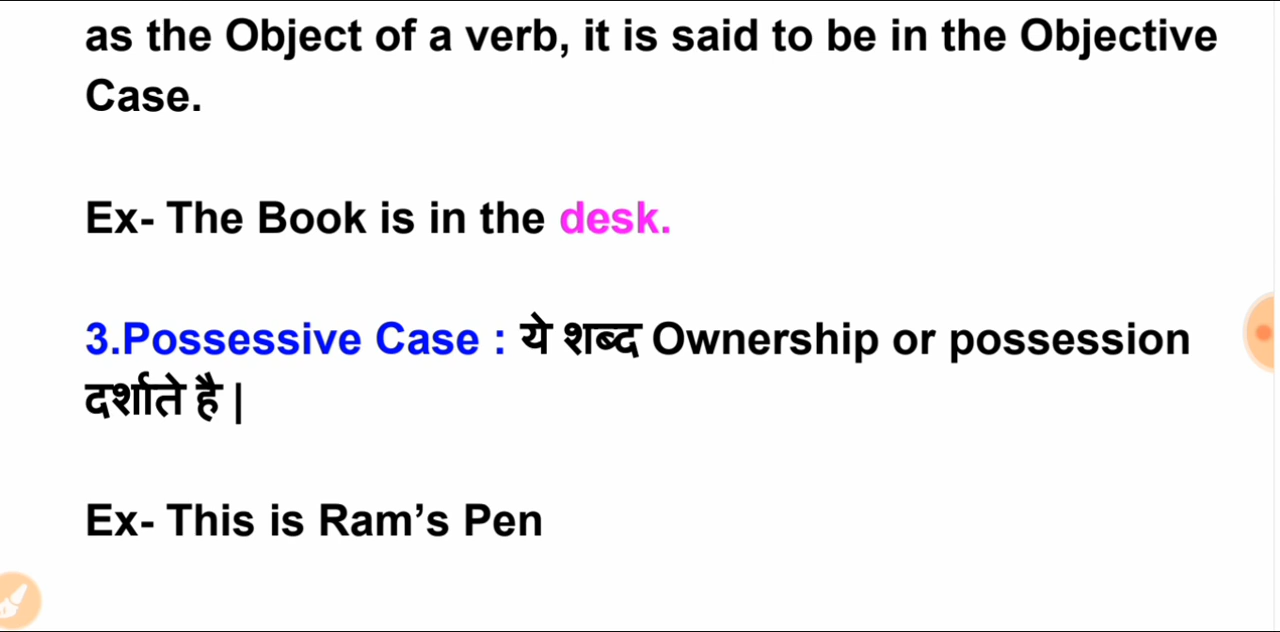 as the Object of a verb, it is said to be in the Objective
Case.
Ex- The Book is in the desk.
3.Possessive Case : ये शब्द Ownership or possession
दर्शाते है |
Ex- This is Ram’s Pen